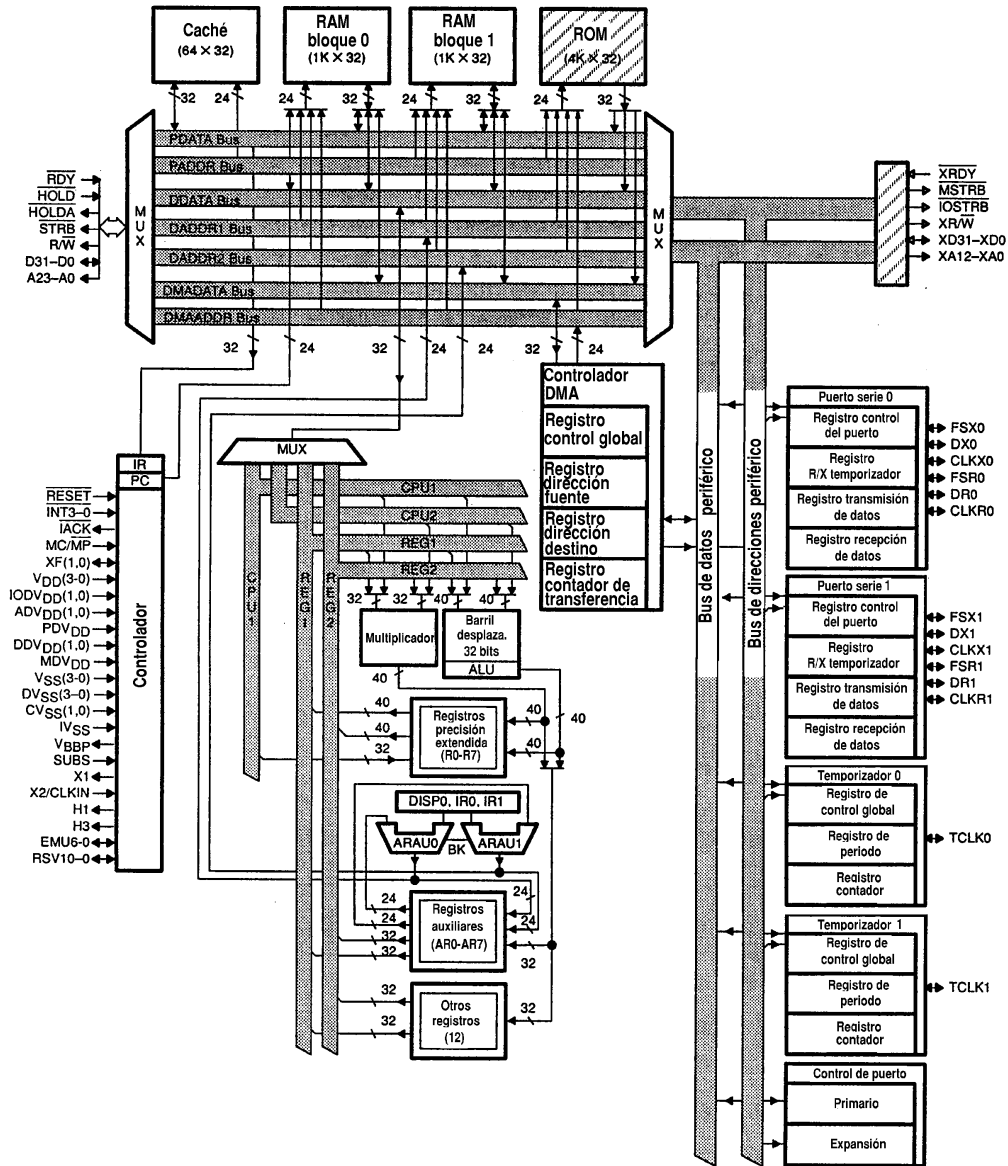 Caché
(64 × 32)
RAM
bloque 0
(1K × 32)
RAM
bloque 1
(1K × 32)
ROM
(4K × 32)
32
24
24
32
24
32
24
32
PDATA Bus
PADDR Bus
DDATA Bus
DADDR1 Bus
DADDR2 Bus
DMADATA Bus
DMAADDR Bus
MUX
MUX
RDY
HOLD
HOLDA
STRB
R/W
D31–D0
A23–A0
XRDY
MSTRB
IOSTRB
XR/W
XD31–XD0
XA12–XA0
32
24
32
24
24
32
24
IR
PC
Controlador
RESET
INT3–0
IACK
MC/MP
XF(1,0)
VDD(3-0)
IODVDD(1,0)
ADVDD(1,0)
PDVDD
DDVDD(1,0)
MDVDD
VSS(3-0)
DVSS(3–0)
CVSS(1,0)
IVSS
VBBP
SUBS
X1
X2/CLKIN
H1
H3
EMU6-0
RSV10–0
MUX
CPU1
CPU2
REG1
REG2
CPU1
REG1
REG2
32
32
40
40
Multiplicador
Barril
desplaza.
32 bits
ALU
40
40
40
40
32
40
40
Registros
precisión
extendida
(R0-R7)
DISP0, IR0, IR1
ARAU0
BK
ARAU1
24
24
32
32
24
24
32
Registros
auxiliares
(AR0-AR7)
32
32
32
Otros
registros
(12)
Controlador
DMA
Registro
control global
Registro
dirección
fuente
Registro
dirección
destino
Registro
contador de
transferencia
Bus de datos periférico
Bus de direcciones periférico
Puerto serie 0
Registro control
del puerto
Registro
R/X temporizador
Registro transmisión
de datos
Registro recepción
de datos
FSX0
DX0
CLKX0
FSR0
DR0
CLKR0
Puerto serie 1
Registro control
del puerto
Registro
R/X temporizador
Registro transmisión
de datos
Registro recepción
de datos
FSX1
DX1
CLKX1
FSR1
DR1
CLKR1
Temporizador 0
Registro de
control global
Registro de
periodo
Registro
contador
TCLK0
Temporizador 1
Registro de
control global
Registro de
periodo
Registro
contador
TCLK1
Control de puerto
Primario
Expansión